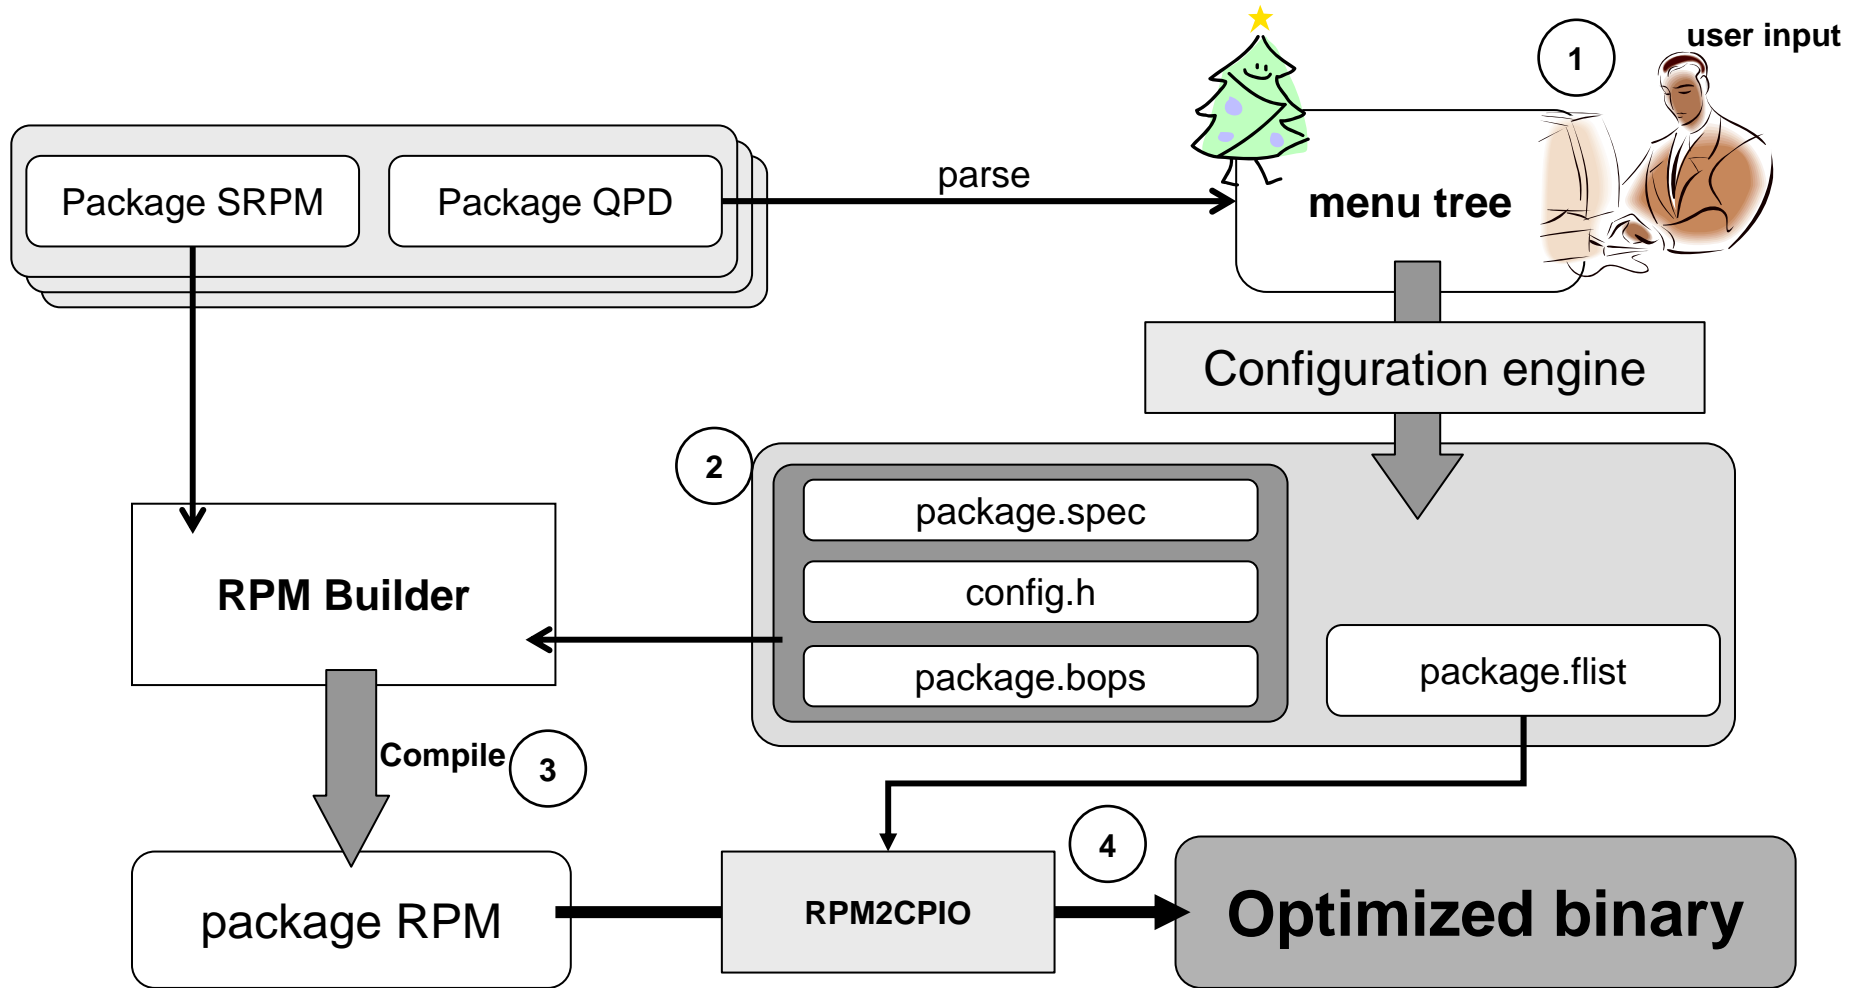 user input
1
Package SRPM
Package QPD
parse
menu tree
Configuration engine
2
package.spec
config.h
package.bops
package.flist
RPM Builder
Compile
3
4
package RPM
RPM2CPIO
Optimized binary